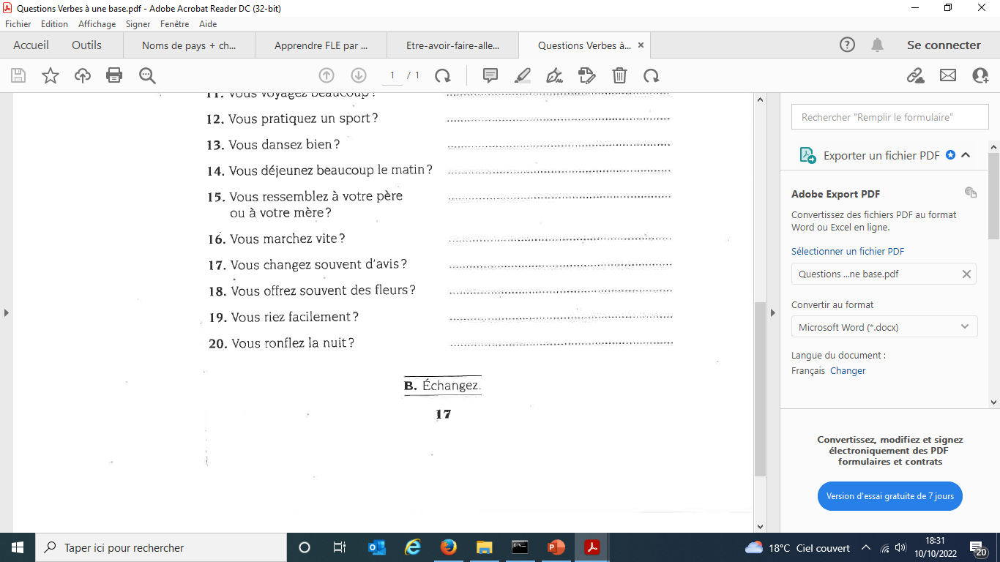 Questions Verbes à une base.pdf - Adobe Acrobat Reader DC (32-bit)
Fichier Edition Affichage Signer Fenêtre Aide
Accueil Outils Noms de pays + ch... Apprendre FLE par ... Etre-avoir-faire-alle... Questions Verbes à... Se connecter
1 / 1
11. Vous voyagez beaucoup ?
12. Vous pratiquez un sport ?
13. Vous dansez bien ?
14. Vous déjeunez beaucoup le matin ?
15. Vous ressemblez à votre père
ou à votre mère ?
16. Vous marchez vite ?
17. Vous changez souvent d'avis ?
18. Vous offrez souvent des fleurs ?
19. Vous riez facilement ?
20. Vous ronflez la nuit ?
B. Échangez.
17
Rechercher "Remplir le formulaire"
Exporter un fichier PDF
Adobe Export PDF
Convertissez des fichiers PDF au format
Word ou Excel en ligne.
Sélectionner un fichier PDF
Questions ...ne base.pdf
Convertir au format
Microsoft Word (*.docx)
Langue du document :
Français Changer
Convertissez, modifiez et signez
électroniquement des PDF
formulaires et contrats
Version d'essai gratuite de 7 jours
Taper ici pour rechercher
18°C Ciel couvert
18:31
10/10/2022
20